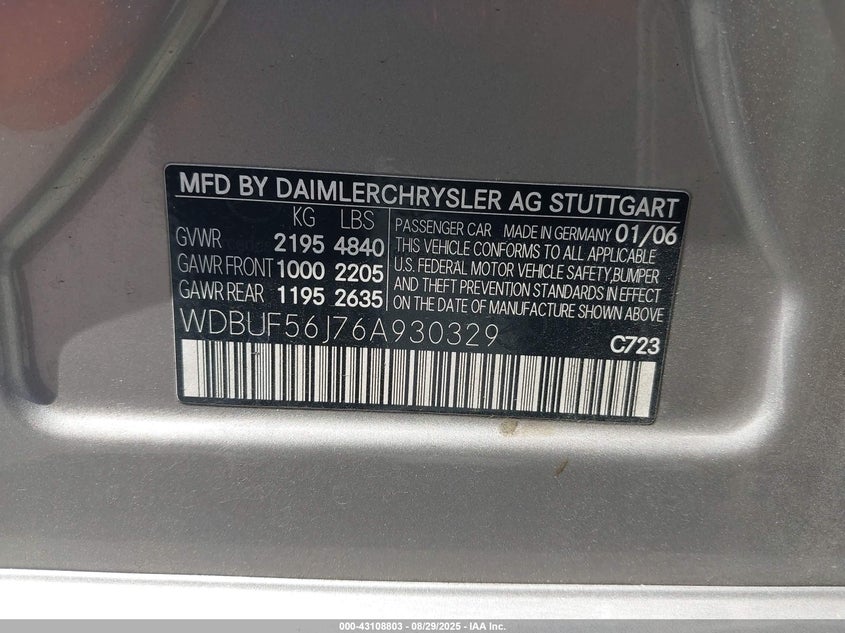 MFD BY DAIMLERCHRYSLER AG STUTTGART
KG LBS
GVWR 2195 4840
GAWR FRONT 1000 2205
GAWR REAR 1195 2635
PASSENGER CAR MADE IN GERMANY 01/06
THIS VEHICLE CONFORMS TO ALL APPLICABLE
U.S. FEDERAL MOTOR VEHICLE SAFETY,BUMPER
AND THEFT PREVENTION STANDARDS IN EFFECT
ON THE DATE OF MANUFACTURE SHOWN ABOVE
WDBUF56J76A930329
C723
000-43108803 - 08/29/2025 - IAA Inc.